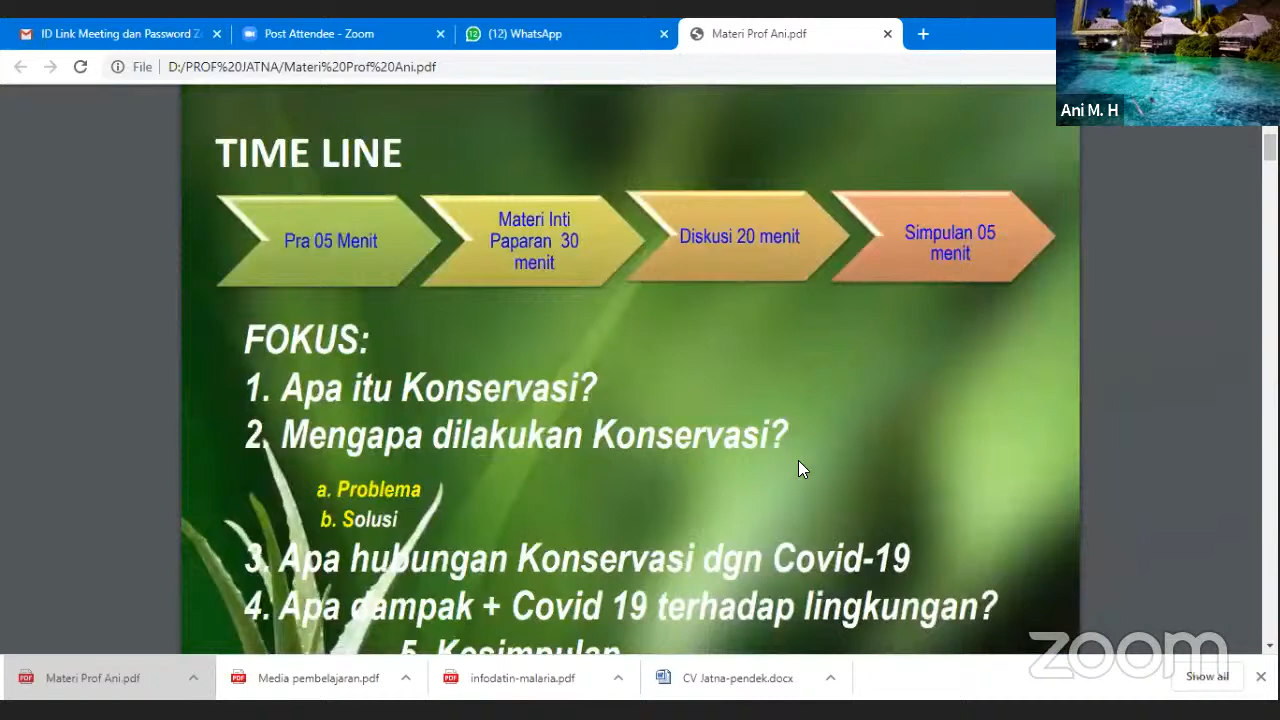 ID Link Meeting dan Password Z
Post Attendee - Zoom
(12) WhatsApp
Materi Prof Ani.pdf
File
D:/PROF%20JATNA/Materi%20Prof%20Ani.pdf
Ani M. H
TIME LINE
Pra 05 Menit
Materi Inti
Paparan 30
menit
Diskusi 20 menit
Simpulan 05
menit
FOKUS:
1. Apa itu Konservasi?
2. Mengapa dilakukan Konservasi?
a. Problema
b. Solusi
3. Apa hubungan Konservasi dgn Covid-19
4. Apa dampak + Covid 19 terhadap lingkungan?
5. Kesimpulan
zoom
Materi Prof Ani.pdf
Media pembelajaran.pdf
infodatin-malaria.pdf
CV Jatna-pendek.docx
Show all